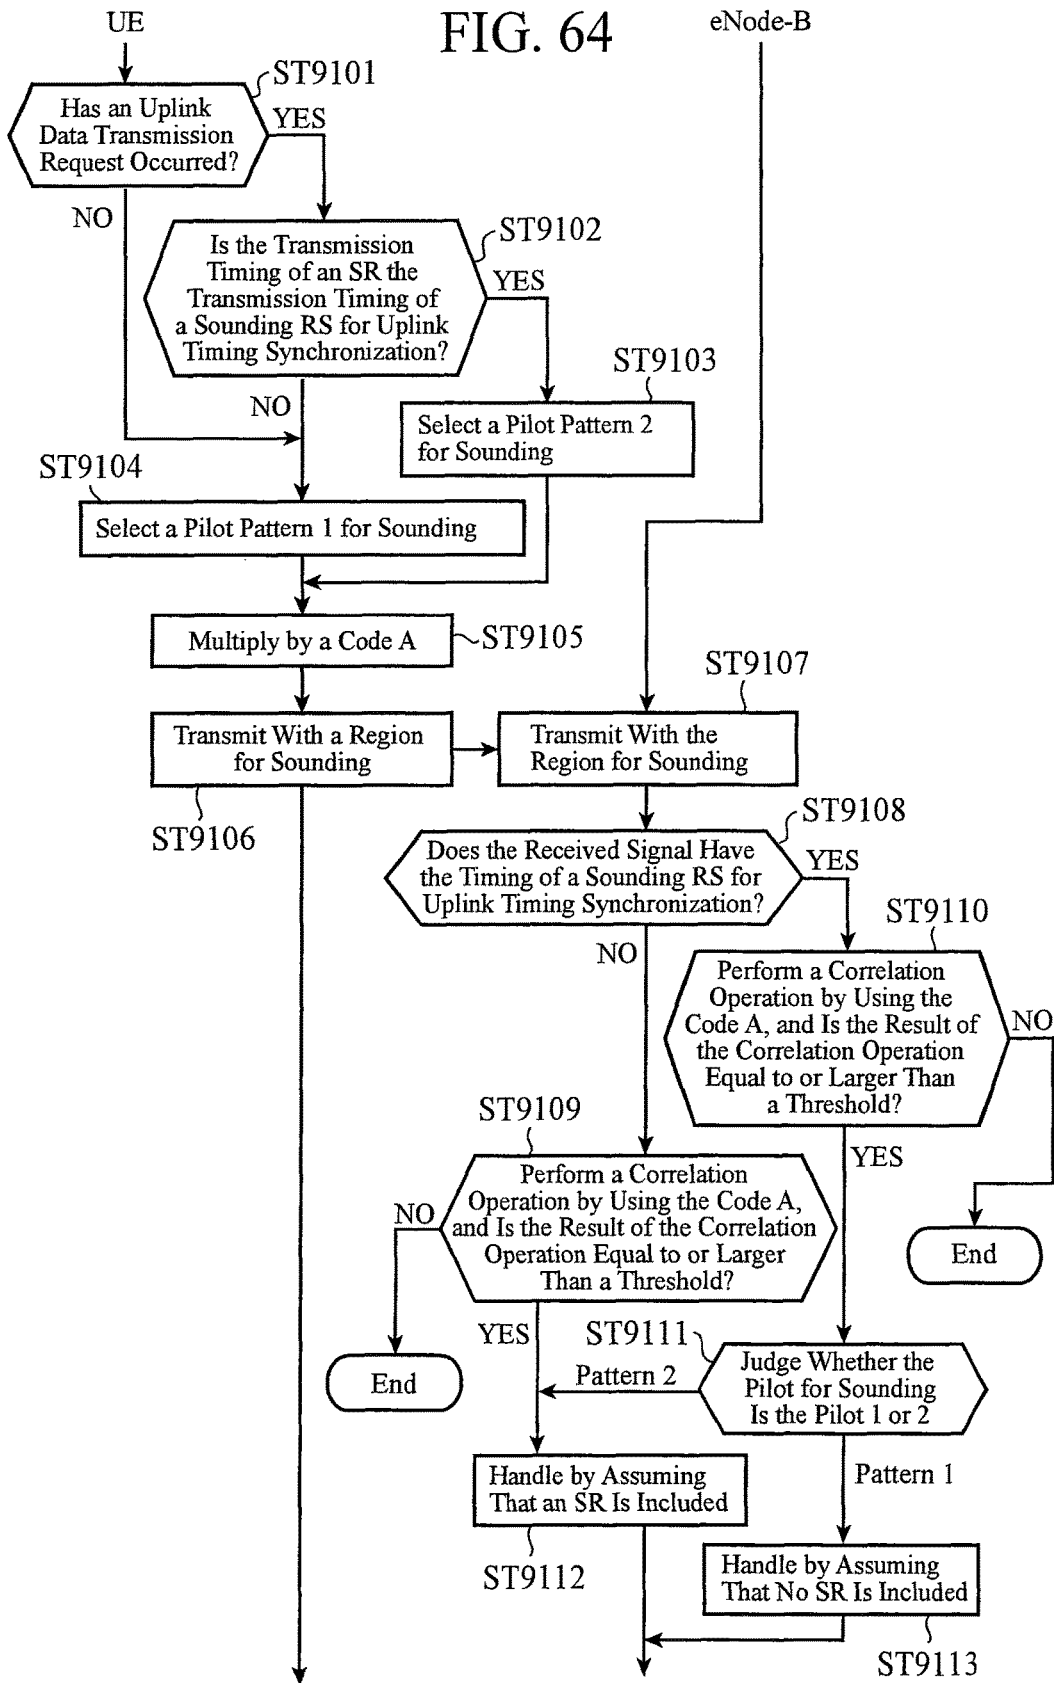 UE
FIG. 64
eNode-B
ST9101
Has an Uplink
Data Transmission
Request Occurred?
YES
NO
ST9102
Is the Transmission
Timing of an SR the
Transmission Timing of
a Sounding RS for Uplink
Timing Synchronization?
YES
NO
ST9103
Select a Pilot Pattern 2
for Sounding
ST9104
Select a Pilot Pattern 1 for Sounding
Multiply by a Code A
ST9105
Transmit With a Region
for Sounding
ST9106
ST9107
Transmit With the
Region for Sounding
ST9108
Does the Received Signal Have
the Timing of a Sounding RS for
Uplink Timing Synchronization?
YES
NO
ST9110
Perform a Correlation
Operation by Using the
Code A, and Is the Result of
the Correlation Operation
Equal to or Larger Than
a Threshold?
NO
YES
End
ST9109
Perform a Correlation
Operation by Using the Code A,
and Is the Result of the Correlation
Operation Equal to or Larger
Than a Threshold?
NO
YES
End
ST9111
Judge Whether the
Pilot for Sounding
Is the Pilot 1 or 2
Pattern 2
Pattern 1
Handle by Assuming
That an SR Is Included
ST9112
Handle by Assuming
That No SR Is Included
ST9113